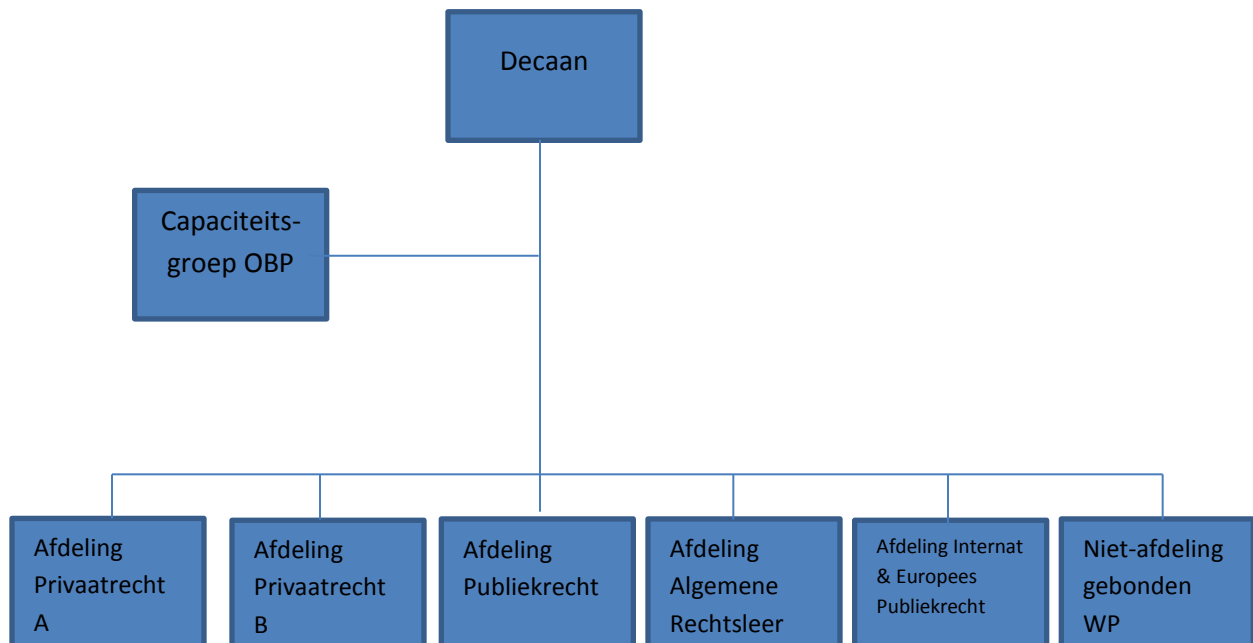 Decaan
Capaciteits-
groep OBP
Afdeling
Privaatrecht
A
Afdeling
Privaatrecht
B
Afdeling
Publiekrecht
Afdeling
Algemene
Rechtsleer
Afdeling Internat
& Europees
Publiekrecht
Niet-afdeling
gebonden
WP